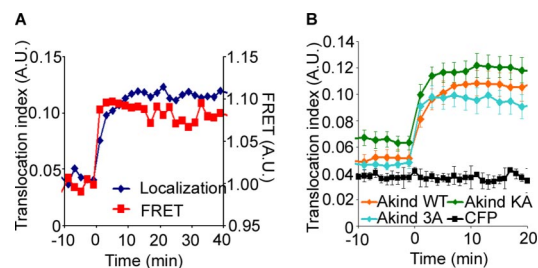 A
Translocation index (A.U.)
0.15
0.10
0.05
0
1.15
1.10
1.05
1.00
0.95
FRET (A.U.)
Localization
FRET
-10 0 10 20 30 40
Time (min)
B
Translocation index (A.U.)
0.14
0.12
0.10
0.08
0.06
0.04
0.02
0
Akind WT Akind KA
Akind 3A CFP
-10 0 10 20
Time (min)